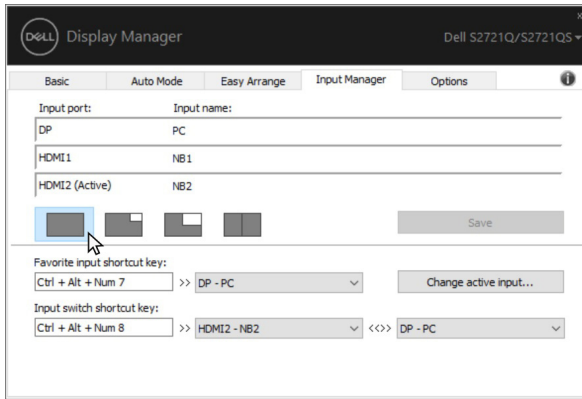 DELL Display Manager
Dell S2721Q/S2721QS
Basic Auto Mode Easy Arrange Input Manager Options
Input port: Input name:
DP PC
HDMI1 NB1
HDMI2 (Active) NB2
Save
Favorite input shortcut key:
Ctrl + Alt + Num 7 >> DP - PC Change active input...
Input switch shortcut key:
Ctrl + Alt + Num 8 >> HDMI2 - NB2 <<>> DP - PC